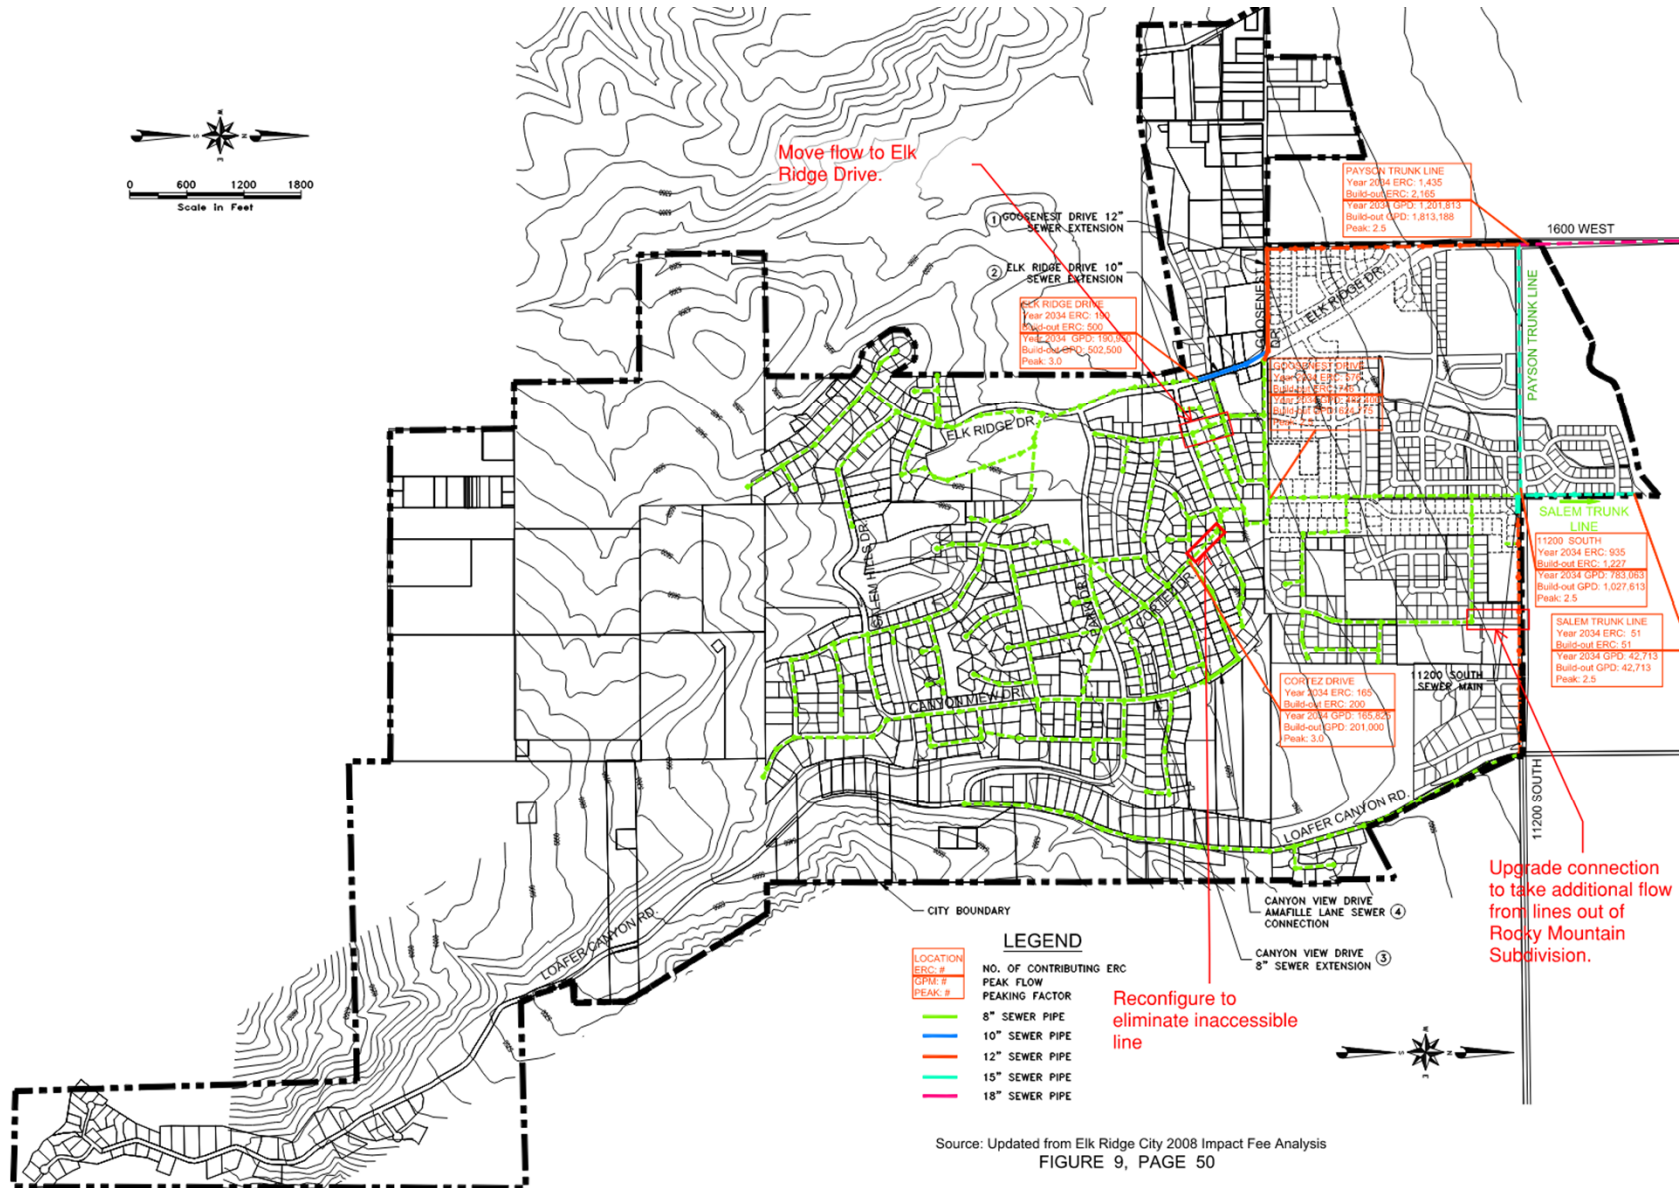 0 600 1200 1800
Scale in Feet
Move flow to Elk
Ridge Drive.
1 GOOSENEST DRIVE 12"
SEWER EXTENSION
2 ELK RIDGE DRIVE 10"
SEWER EXTENSION
ELK RIDGE DRIVE
Year 2034 ERC: 190
Build-out ERC: 500
Year 2034 GPD: 190,950
Build-out GPD: 502,500
Peak: 3.0
PAYSON TRUNK LINE
Year 2034 ERC: 1,435
Build-out ERC: 2,165
Year 2034 GPD: 1,201,813
Build-out GPD: 1,813,188
Peak: 2.5
1600 WEST
ELK RIDGE DR.
GOOSENEST
PAYSON TRUNK LINE
GOOSENEST DRIVE
ELK RIDGE DR.
SALEM HILLS DR.
PARK DR.
CORTEZ DR.
CANYON VIEW DR.
SALEM TRUNK
LINE
11200 SOUTH
Year 2034 ERC: 935
Build-out ERC: 1,227
Year 2034 GPD: 783,063
Build-out GPD: 1,027,613
Peak: 2.5
SALEM TRUNK LINE
Year 2034 ERC: 51
Build-out ERC: 51
Year 2034 GPD: 42,713
Build-out GPD: 42,713
Peak: 2.5
11200 SOUTH
SEWER MAIN
CORTEZ DRIVE
Year 2034 ERC: 165
Build-out ERC: 200
Year 2034 GPD: 165,825
Build-out GPD: 201,000
Peak: 3.0
11200 SOUTH
LOAFER CANYON RD.
LOAFER CANYON RD.
Upgrade connection
to take additional flow
from lines out of
Rocky Mountain
Subdivision.
CITY BOUNDARY
CANYON VIEW DRIVE
AMAFILLE LANE SEWER 4
CONNECTION
CANYON VIEW DRIVE 3
8" SEWER EXTENSION
Reconfigure to
eliminate inaccessible
line
LEGEND
LOCATION
ERC: # NO. OF CONTRIBUTING ERC
GPM: # PEAK FLOW
PEAK: # PEAKING FACTOR
8" SEWER PIPE
10" SEWER PIPE
12" SEWER PIPE
15" SEWER PIPE
18" SEWER PIPE
Source: Updated from Elk Ridge City 2008 Impact Fee Analysis
FIGURE 9, PAGE 50